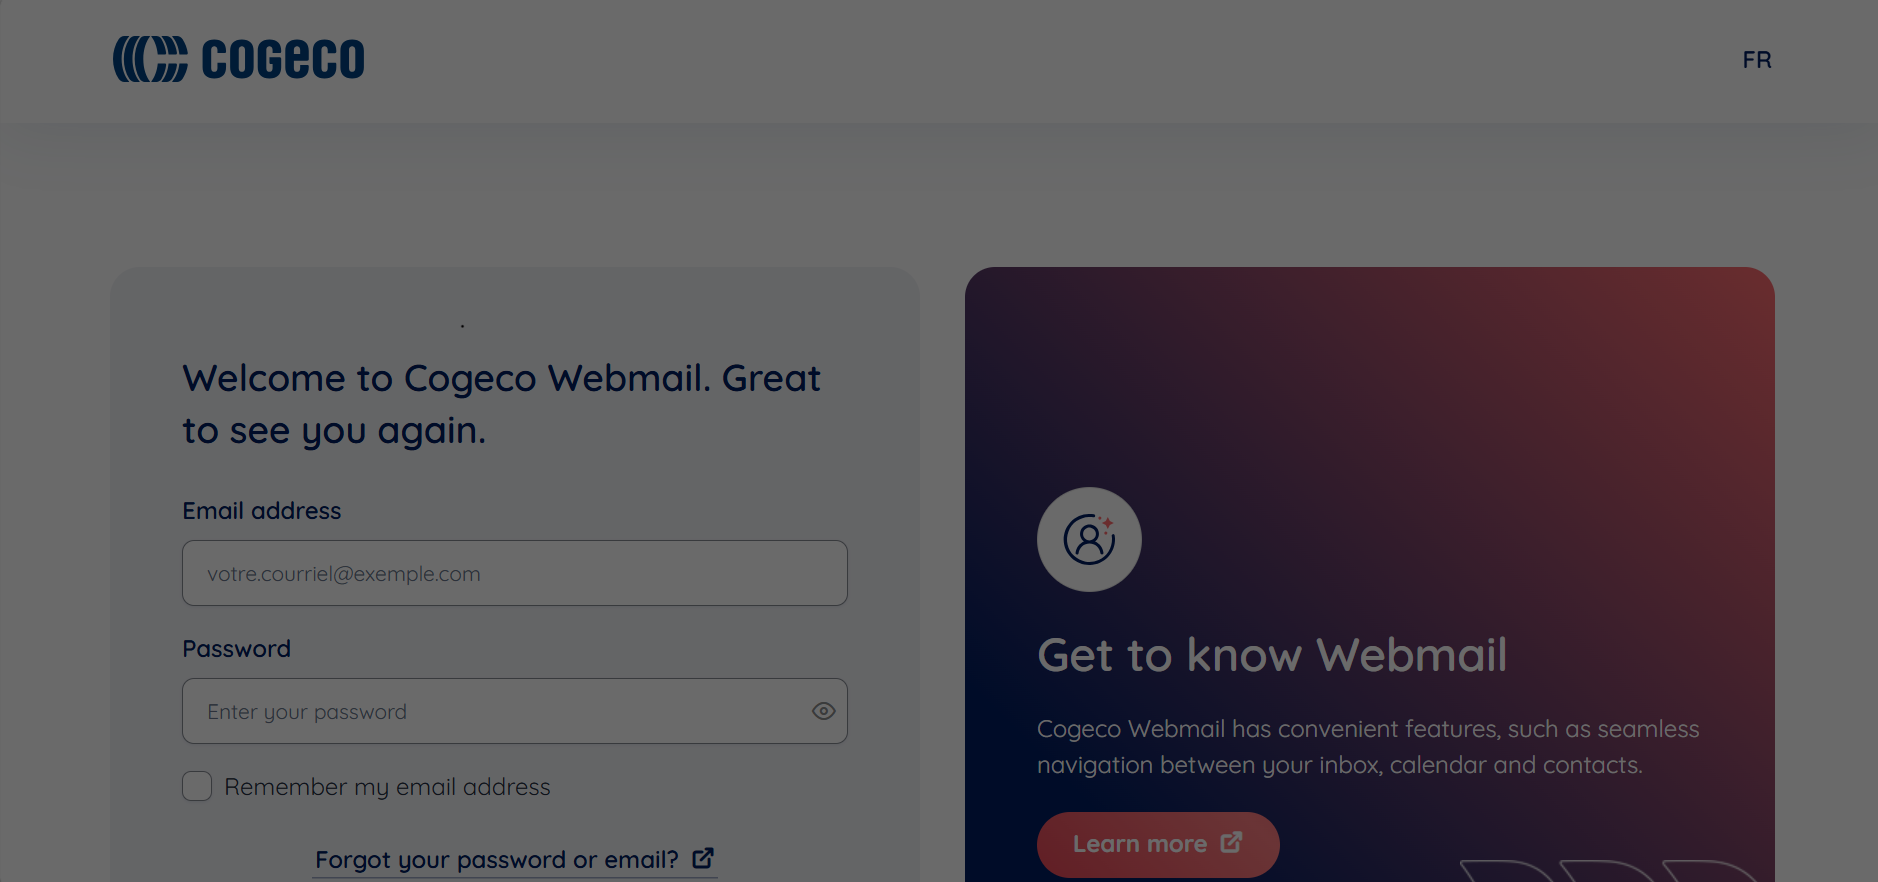 cogeco
FR
.
Welcome to Cogeco Webmail. Great
to see you again.
Email address
votre.courriel@exemple.com
Password
Enter your password
Remember my email address
Forgot your password or email?
Get to know Webmail
Cogeco Webmail has convenient features, such as seamless
navigation between your inbox, calendar and contacts.
Learn more